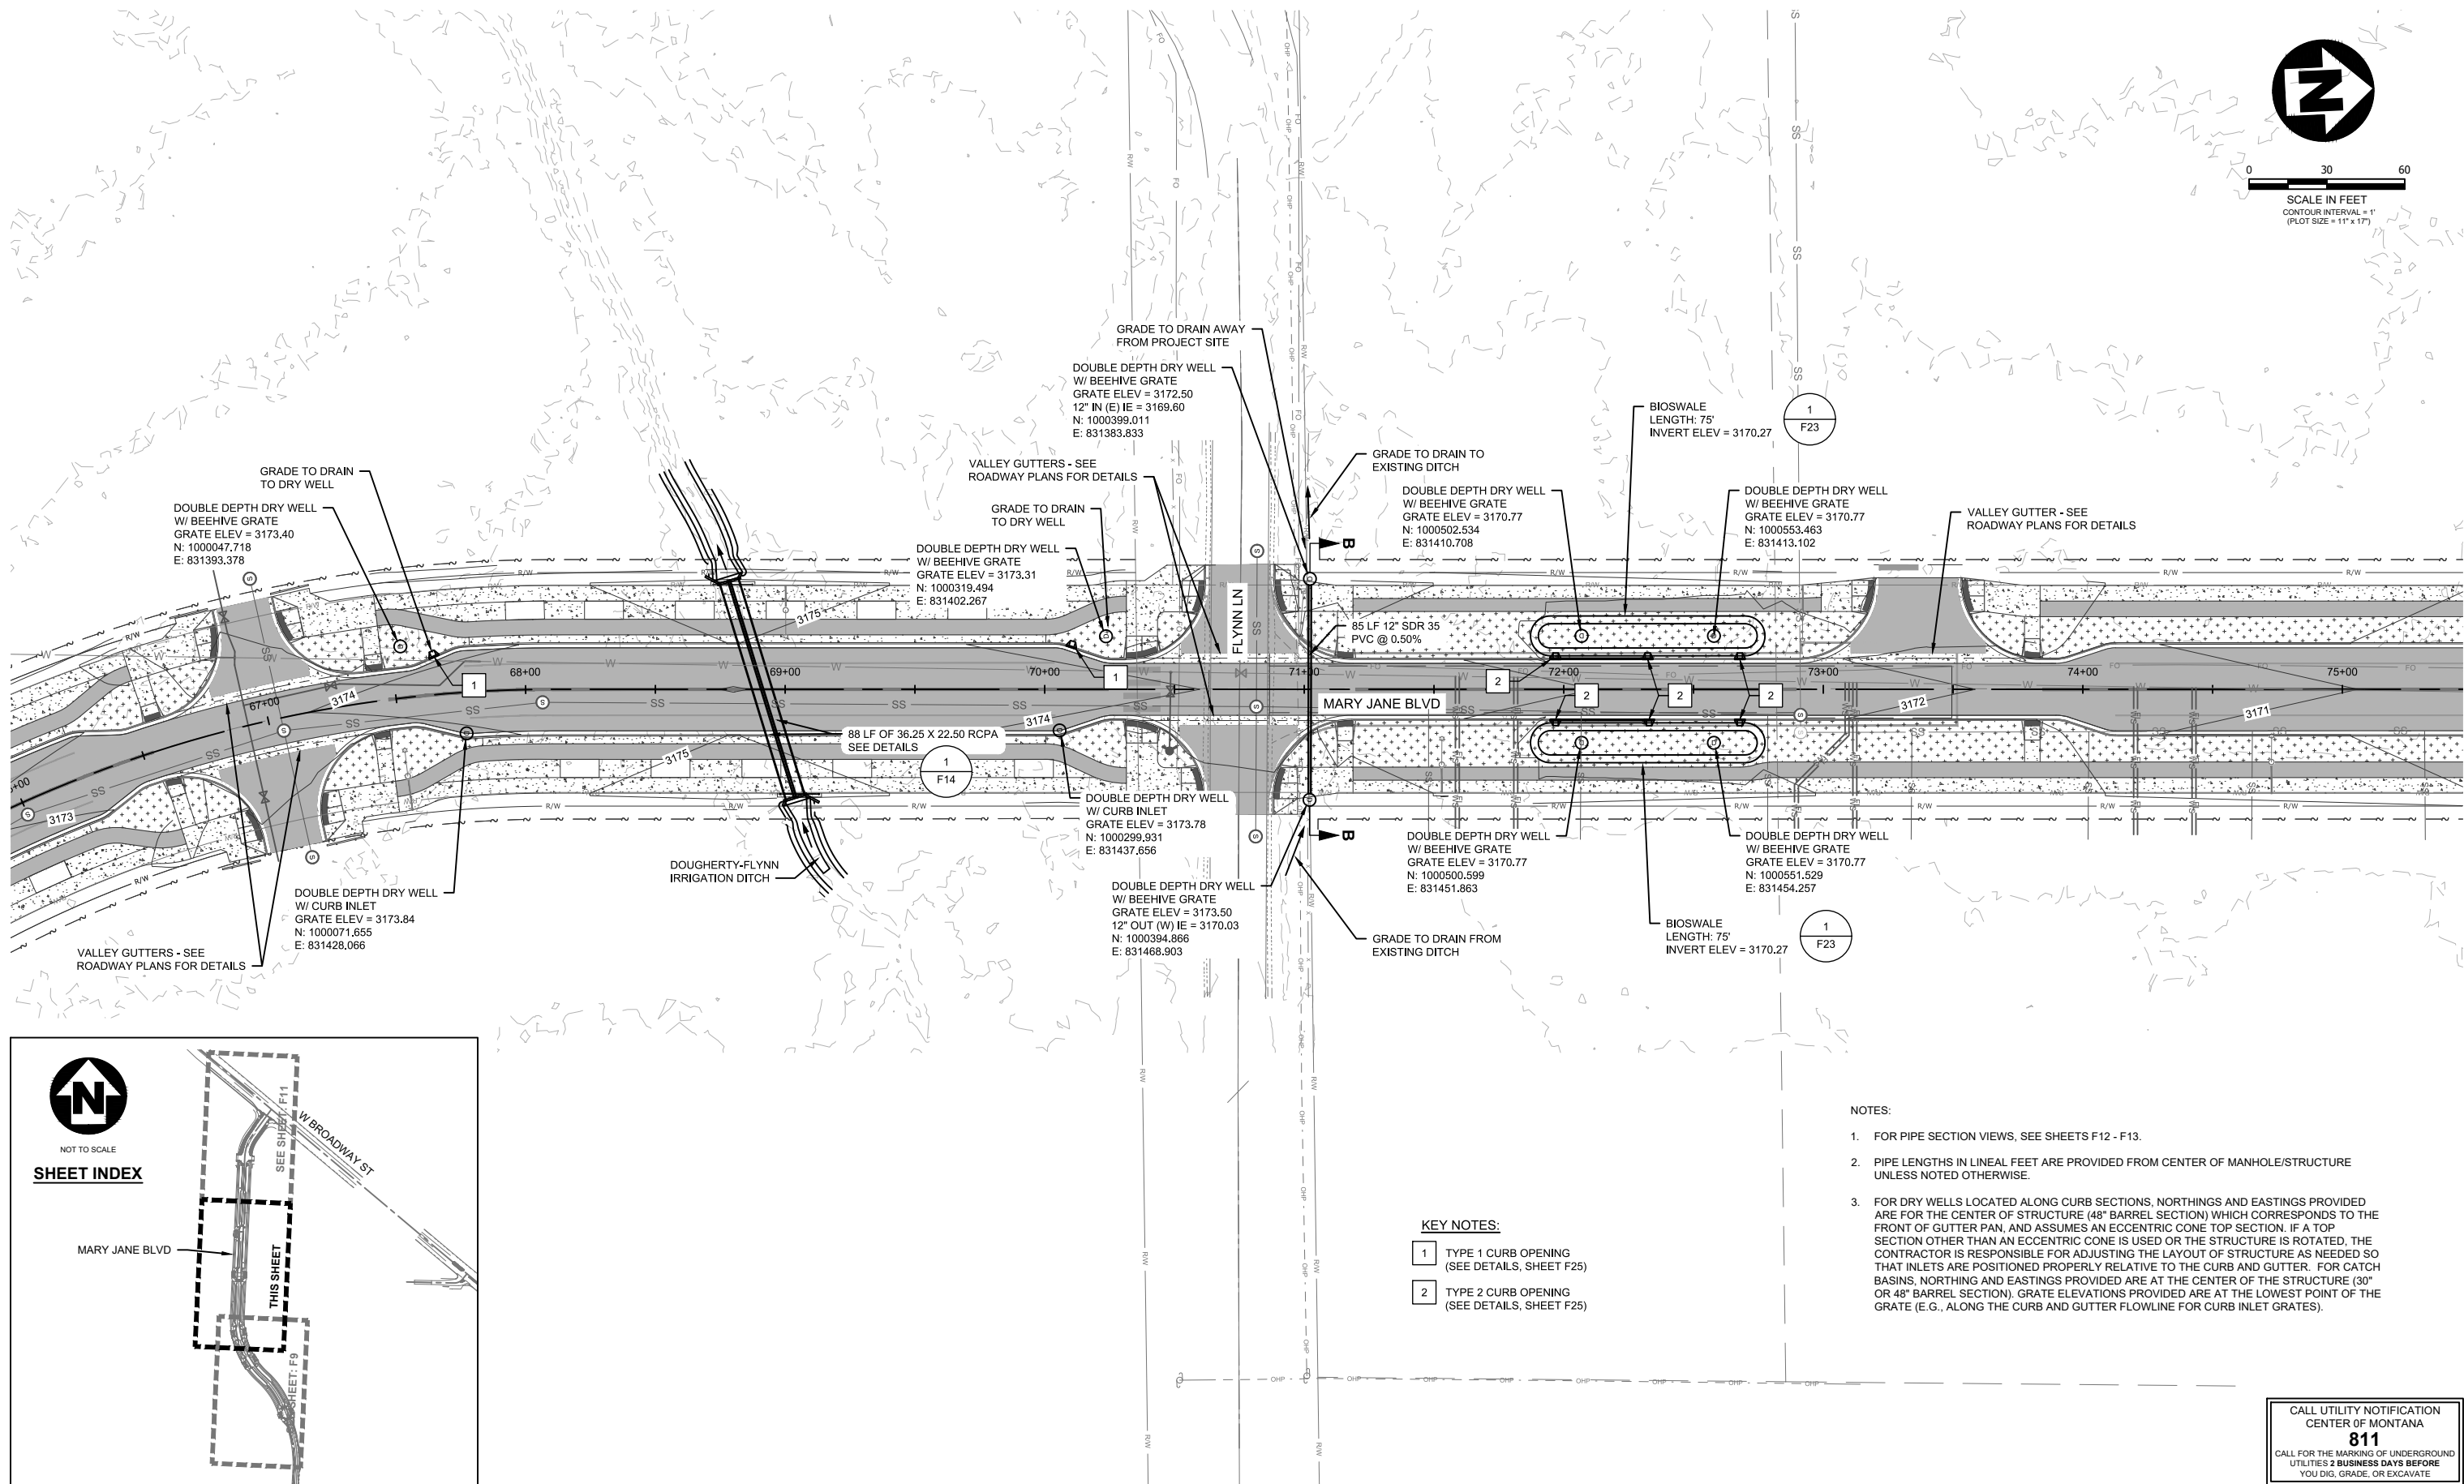 N
0 30 60
SCALE IN FEET
CONTOUR INTERVAL = 1'
(PLOT SIZE = 11" x 17")
GRADE TO DRAIN AWAY
FROM PROJECT SITE
DOUBLE DEPTH DRY WELL
W/ BEEHIVE GRATE
GRATE ELEV = 3172.50
12" IN (E) IE = 3169.60
N: 1000399.011
E: 831383.833
BIOSWALE
LENGTH: 75'
INVERT ELEV = 3170.27
1
F23
GRADE TO DRAIN
TO DRY WELL
DOUBLE DEPTH DRY WELL
W/ BEEHIVE GRATE
GRATE ELEV = 3173.40
N: 1000047.718
E: 831393.378
VALLEY GUTTERS - SEE
ROADWAY PLANS FOR DETAILS
GRADE TO DRAIN
TO DRY WELL
DOUBLE DEPTH DRY WELL
W/ BEEHIVE GRATE
GRATE ELEV = 3173.31
N: 1000319.494
E: 831402.267
GRADE TO DRAIN TO
EXISTING DITCH
DOUBLE DEPTH DRY WELL
W/ BEEHIVE GRATE
GRATE ELEV = 3170.77
N: 1000502.534
E: 831410.708
DOUBLE DEPTH DRY WELL
W/ BEEHIVE GRATE
GRATE ELEV = 3170.77
N: 1000553.463
E: 831413.102
VALLEY GUTTER - SEE
ROADWAY PLANS FOR DETAILS
B
FLYNN LN
85 LF 12" SDR 35
PVC @ 0.50%
3175
67+00
68+00
69+00
70+00
71+00
72+00
73+00
74+00
75+00
1
1
2
2
2
2
MARY JANE BLVD
3174
3174
3172
3171
3173
3175
88 LF OF 36.25 X 22.50 RCPA
SEE DETAILS
1
F14
DOUGHERTY-FLYNN
IRRIGATION DITCH
DOUBLE DEPTH DRY WELL
W/ CURB INLET
GRATE ELEV = 3173.84
N: 1000071.655
E: 831428.066
VALLEY GUTTERS - SEE
ROADWAY PLANS FOR DETAILS
DOUBLE DEPTH DRY WELL
W/ CURB INLET
GRATE ELEV = 3173.78
N: 1000299.931
E: 831437.656
DOUBLE DEPTH DRY WELL
W/ BEEHIVE GRATE
GRATE ELEV = 3173.50
12" OUT (W) IE = 3170.03
N: 1000394.866
E: 831468.903
B
GRADE TO DRAIN FROM
EXISTING DITCH
DOUBLE DEPTH DRY WELL
W/ BEEHIVE GRATE
GRATE ELEV = 3170.77
N: 1000500.599
E: 831451.863
DOUBLE DEPTH DRY WELL
W/ BEEHIVE GRATE
GRATE ELEV = 3170.77
N: 1000551.529
E: 831454.257
BIOSWALE
LENGTH: 75'
INVERT ELEV = 3170.27
1
F23
N
NOT TO SCALE
SHEET INDEX
SEE SHEET: F11
W BROADWAY ST
MARY JANE BLVD
THIS SHEET
SHEET: F9
KEY NOTES:
1 TYPE 1 CURB OPENING
(SEE DETAILS, SHEET F25)
2 TYPE 2 CURB OPENING
(SEE DETAILS, SHEET F25)
NOTES:
1. FOR PIPE SECTION VIEWS, SEE SHEETS F12 - F13.
2. PIPE LENGTHS IN LINEAL FEET ARE PROVIDED FROM CENTER OF MANHOLE/STRUCTURE
UNLESS NOTED OTHERWISE.
3. FOR DRY WELLS LOCATED ALONG CURB SECTIONS, NORTHINGS AND EASTINGS PROVIDED
ARE FOR THE CENTER OF STRUCTURE (48" BARREL SECTION) WHICH CORRESPONDS TO THE
FRONT OF GUTTER PAN, AND ASSUMES AN ECCENTRIC CONE TOP SECTION. IF A TOP
SECTION OTHER THAN AN ECCENTRIC CONE IS USED OR THE STRUCTURE IS ROTATED, THE
CONTRACTOR IS RESPONSIBLE FOR ADJUSTING THE LAYOUT OF STRUCTURE AS NEEDED SO
THAT INLETS ARE POSITIONED PROPERLY RELATIVE TO THE CURB AND GUTTER. FOR CATCH
BASINS, NORTHING AND EASTINGS PROVIDED ARE AT THE CENTER OF THE STRUCTURE (30"
OR 48" BARREL SECTION). GRATE ELEVATIONS PROVIDED ARE AT THE LOWEST POINT OF THE
GRATE (E.G., ALONG THE CURB AND GUTTER FLOWLINE FOR CURB INLET GRATES).
CALL UTILITY NOTIFICATION
CENTER OF MONTANA
811
CALL FOR THE MARKING OF UNDERGROUND
UTILITIES 2 BUSINESS DAYS BEFORE
YOU DIG, GRADE, OR EXCAVATE